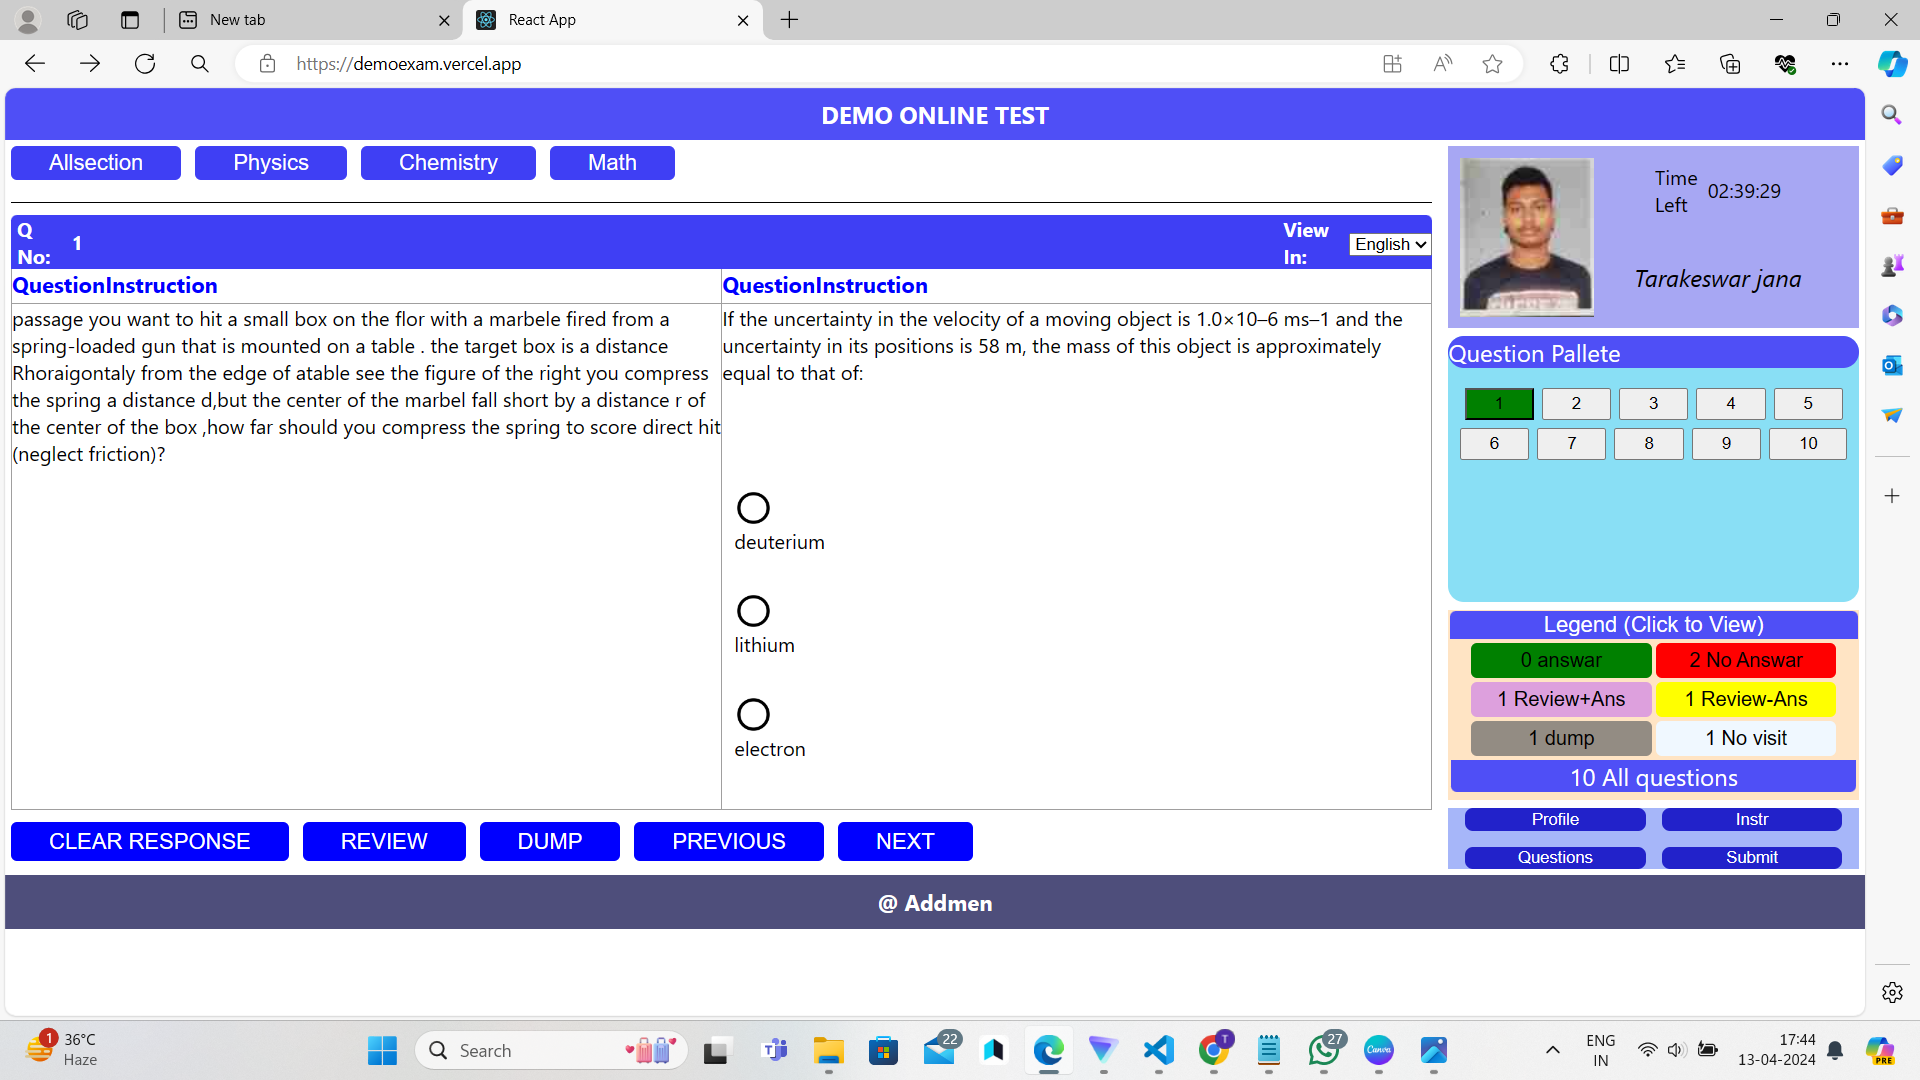 New tab
React App
https://demoexam.vercel.app
DEMO ONLINE TEST
Allsection
Physics
Chemistry
Math
Q
No:
1
View
In:
English
QuestionInstruction
passage you want to hit a small box on the flor with a marbele fired from a
spring-loaded gun that is mounted on a table . the target box is a distance
Rhoraigontaly from the edge of atable see the figure of the right you compress
the spring a distance d,but the center of the marbel fall short by a distance r of
the center of the box ,how far should you compress the spring to score direct hit
(neglect friction)?
QuestionInstruction
If the uncertainty in the velocity of a moving object is 1.0×10–6 ms–1 and the
uncertainty in its positions is 58 m, the mass of this object is approximately
equal to that of:
deuterium
lithium
electron
CLEAR RESPONSE
REVIEW
DUMP
PREVIOUS
NEXT
Time
Left
02:39:29
Tarakeswar jana
Question Pallete
1 2 3 4 5
6 7 8 9 10
Legend (Click to View)
0 answar
2 No Answar
1 Review+Ans
1 Review-Ans
1 dump
1 No visit
10 All questions
Profile
Instr
Questions
Submit
@ Addmen
1
36°C
Haze
Search
22
T
27
Canva
ENG
IN
17:44
13-04-2024
PRE